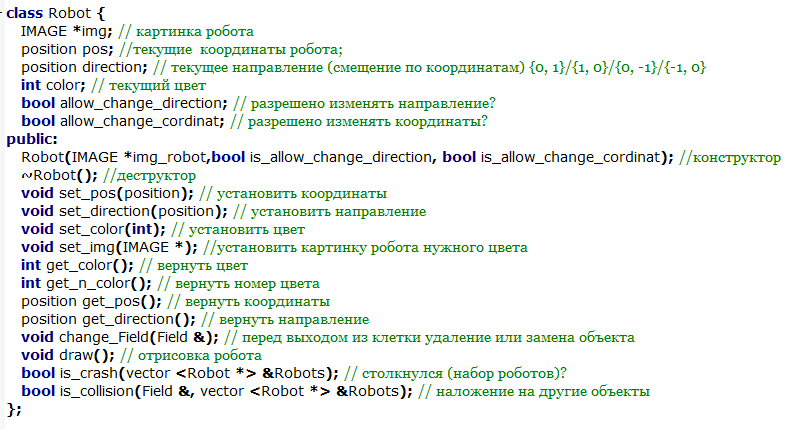 class Robot {
IMAGE *img; // картинка робота
position pos; //текущие координаты робота;
position direction; // текущее направление (смещение по координатам) {0, 1}/{1, 0}/{0, -1}/{-1, 0}
int color; // текущий цвет
bool allow_change_direction; // разрешено изменять направление?
bool allow_change_cordinat; // разрешено изменять координаты?
public:
Robot(IMAGE *img_robot,bool is_allow_change_direction, bool is_allow_change_cordinat); //конструктор
~Robot(); //деструктор
void set_pos(position); // установить координаты
void set_direction(position); // установить направление
void set_color(int); // установить цвет
void set_img(IMAGE *); //установить картинку робота нужного цвета
int get_color(); // вернуть цвет
int get_n_color(); // вернуть номер цвета
position get_pos(); // вернуть координаты
position get_direction(); // вернуть направление
void change_Field(Field &); // перед выходом из клетки удаление или замена объекта
void draw(); // отрисовка робота
bool is_crash(vector <Robot *> &Robots); // столкнулся (набор роботов)?
bool is_collision(Field &, vector <Robot *> &Robots); // наложение на другие объекты
};